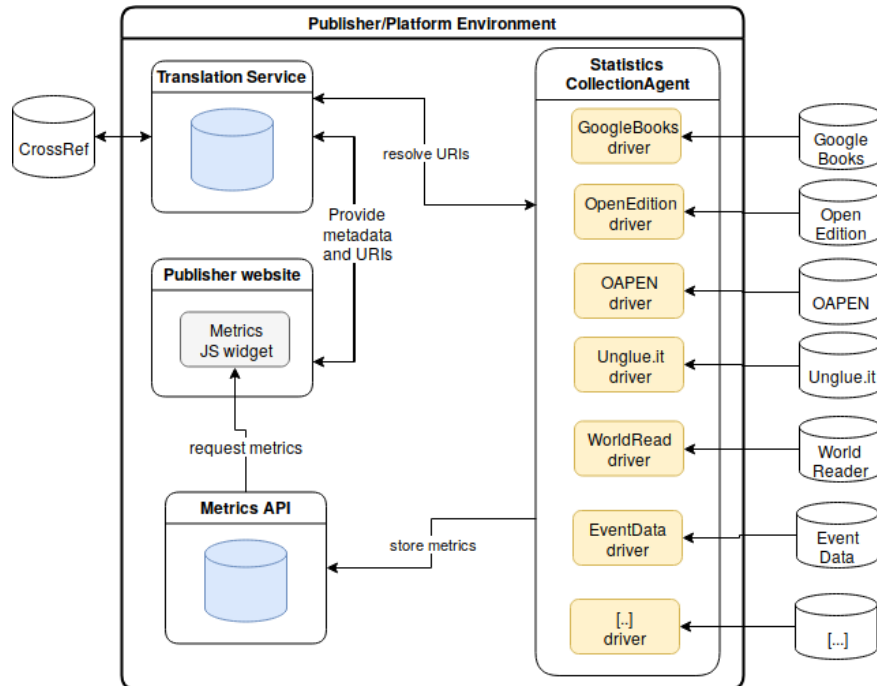 Publisher/Platform Environment
Translation Service
CrossRef
resolve URIs
Provide
metadata
and URIs
Publisher website
Metrics
JS widget
request metrics
Metrics API
store metrics
Statistics
CollectionAgent
GoogleBooks
driver
Google
Books
OpenEdition
driver
Open
Edition
OAPEN
driver
OAPEN
Unglue.it
driver
Unglue.it
WorldRead
driver
World
Reader
EventData
driver
Event
Data
[..]
driver
[...]